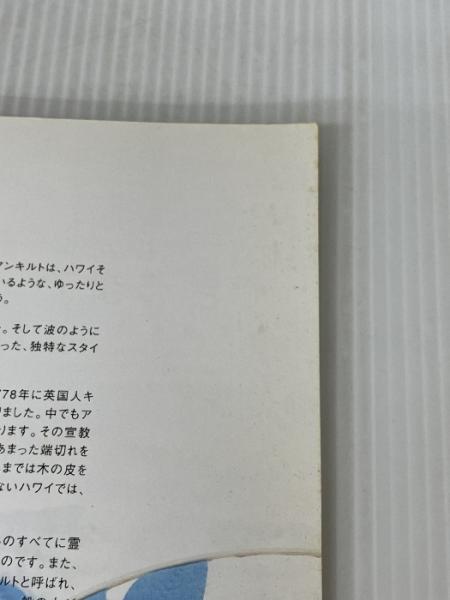 アンキルトは、ハワイそ
いるような、ゆったりと
う。
。そして波のように
った、独特なスタイ
778年に英国人キ
りました。中でもア
ります。その宣教
あまった端切れを
までは木の皮を
ないハワイでは、
のすべてに霊
のです。また、
ルトと呼ばれ、